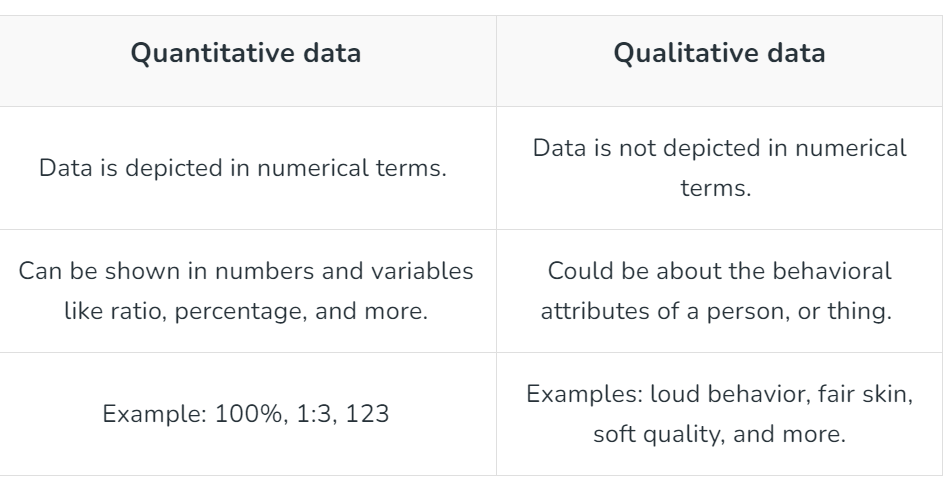 Quantitative data
Qualitative data
Data is depicted in numerical terms.
Data is not depicted in numerical
terms.
Can be shown in numbers and variables
like ratio, percentage, and more.
Could be about the behavioral
attributes of a person, or thing.
Example: 100%, 1:3, 123
Examples: loud behavior, fair skin,
soft quality, and more.